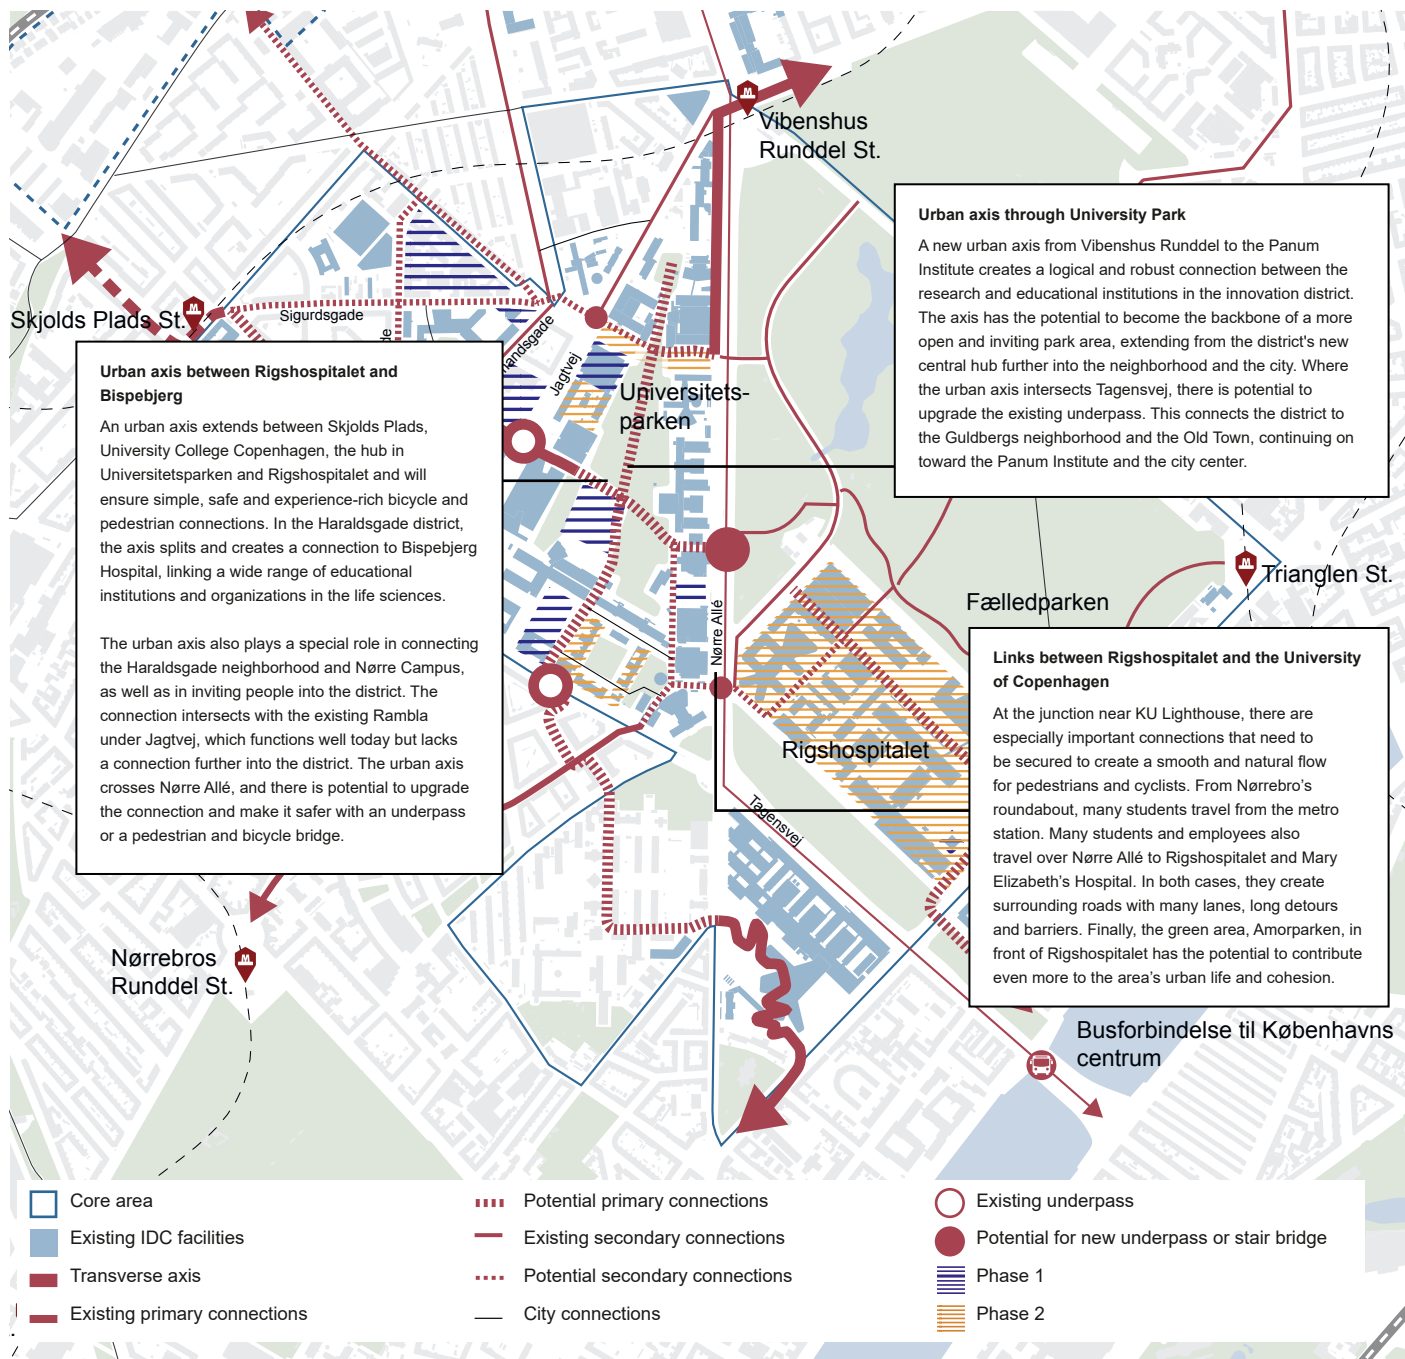 Vibenshus
Runddel St.
Urban axis through University Park
A new urban axis from Vibenshus Runddel to the Panum
Institute creates a logical and robust connection between the
research and educational institutions in the innovation district.
The axis has the potential to become the backbone of a more
open and inviting park area, extending from the district's new
central hub further into the neighborhood and the city. Where
the urban axis intersects Tagensvej, there is potential to
upgrade the existing underpass. This connects the district to
the Guldbergs neighborhood and the Old Town, continuing on
toward the Panum Institute and the city center.
Skjolds Plads St.
Sigurdsgade
Jagtvej
Universitets-
parken
Urban axis between Rigshospitalet and
Bispebjerg
An urban axis extends between Skjolds Plads,
University College Copenhagen, the hub in
Universitetsparken and Rigshospitalet and will
ensure simple, safe and experience-rich bicycle and
pedestrian connections. In the Haraldsgade district,
the axis splits and creates a connection to Bispebjerg
Hospital, linking a wide range of educational
institutions and organizations in the life sciences.
The urban axis also plays a special role in connecting
the Haraldsgade neighborhood and Nørre Campus,
as well as in inviting people into the district. The
connection intersects with the existing Rambla
under Jagtvej, which functions well today but lacks
a connection further into the district. The urban axis
crosses Nørre Allé, and there is potential to upgrade
the connection and make it safer with an underpass
or a pedestrian and bicycle bridge.
Trianglen St.
Fælledparken
Nørre Allé
Links between Rigshospitalet and the University
of Copenhagen
At the junction near KU Lighthouse, there are
especially important connections that need to
be secured to create a smooth and natural flow
for pedestrians and cyclists. From Nørrebro's
roundabout, many students travel from the metro
station. Many students and employees also
travel over Nørre Allé to Rigshospitalet and Mary
Elizabeth's Hospital. In both cases, they create
surrounding roads with many lanes, long detours
and barriers. Finally, the green area, Amorparken, in
front of Rigshospitalet has the potential to contribute
even more to the area's urban life and cohesion.
Rigshospitalet
Tagensvej
Nørrebros
Runddel St.
Busforbindelse til Københavns
centrum
Core area
Existing IDC facilities
Transverse axis
Existing primary connections
Potential primary connections
Existing secondary connections
Potential secondary connections
City connections
Existing underpass
Potential for new underpass or stair bridge
Phase 1
Phase 2